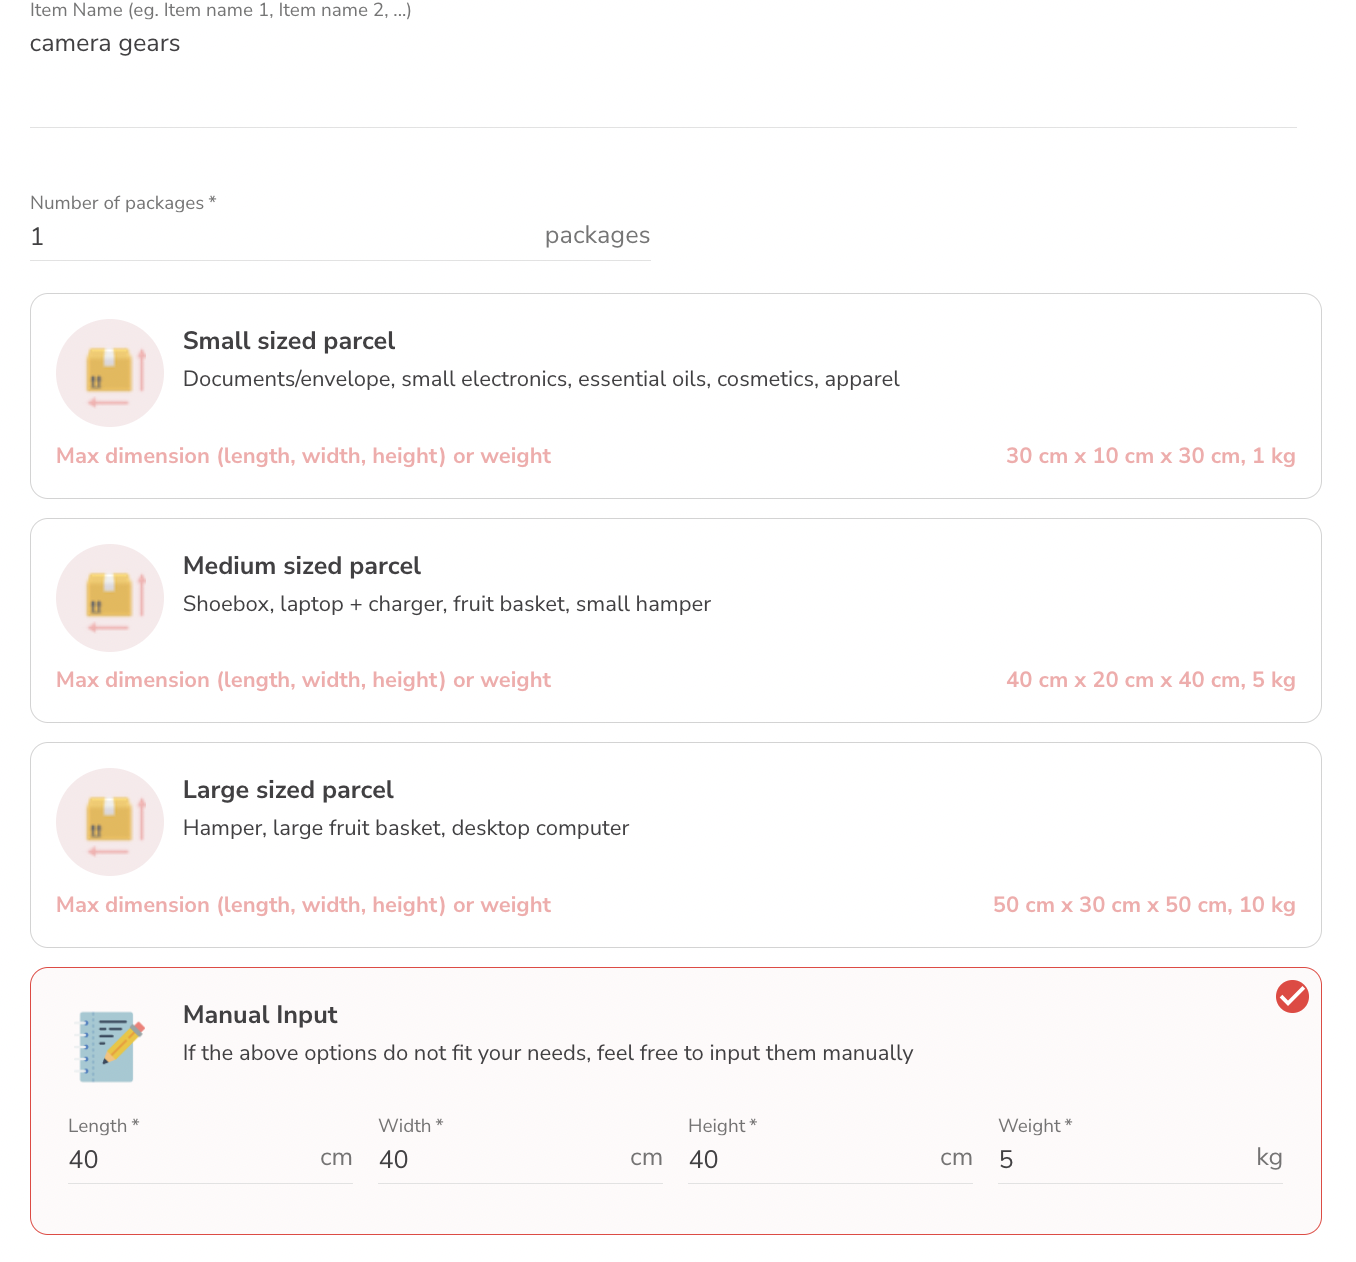 Item Name (eg. Item name 1, Item name 2, ...)
camera gears
Number of packages *
1 packages
Small sized parcel
Documents/envelope, small electronics, essential oils, cosmetics, apparel
Max dimension (length, width, height) or weight 30 cm x 10 cm x 30 cm, 1 kg
Medium sized parcel
Shoebox, laptop + charger, fruit basket, small hamper
Max dimension (length, width, height) or weight 40 cm x 20 cm x 40 cm, 5 kg
Large sized parcel
Hamper, large fruit basket, desktop computer
Max dimension (length, width, height) or weight 50 cm x 30 cm x 50 cm, 10 kg
Manual Input
If the above options do not fit your needs, feel free to input them manually
Length * Width * Height * Weight *
40 cm 40 cm 40 cm 5 kg